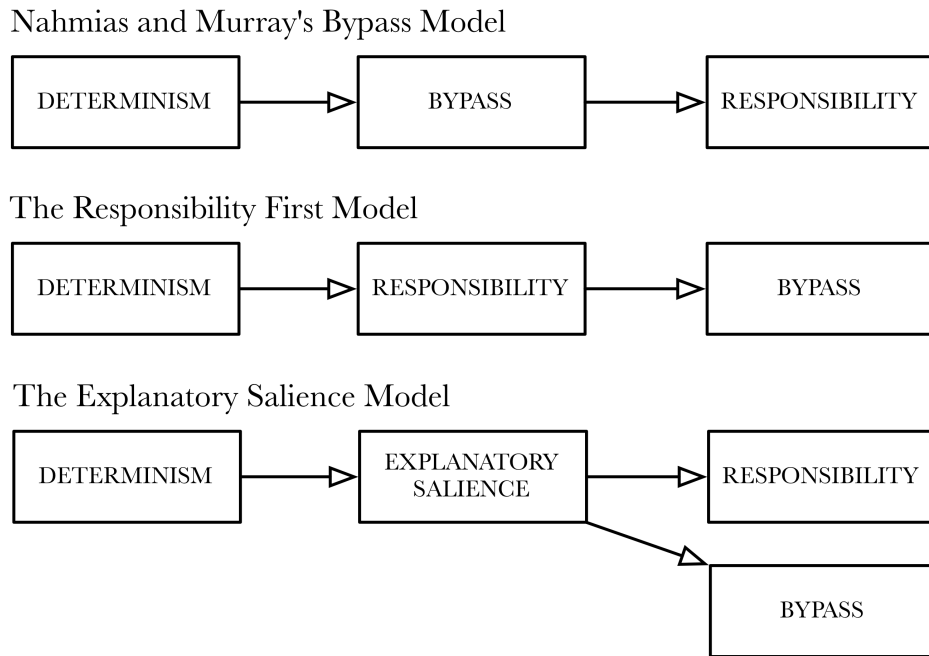 Nahmias and Murray's Bypass Model
DETERMINISM
BYPASS
RESPONSIBILITY
The Responsibility First Model
DETERMINISM
RESPONSIBILITY
BYPASS
The Explanatory Salience Model
DETERMINISM
EXPLANATORY
SALIENCE
RESPONSIBILITY
BYPASS